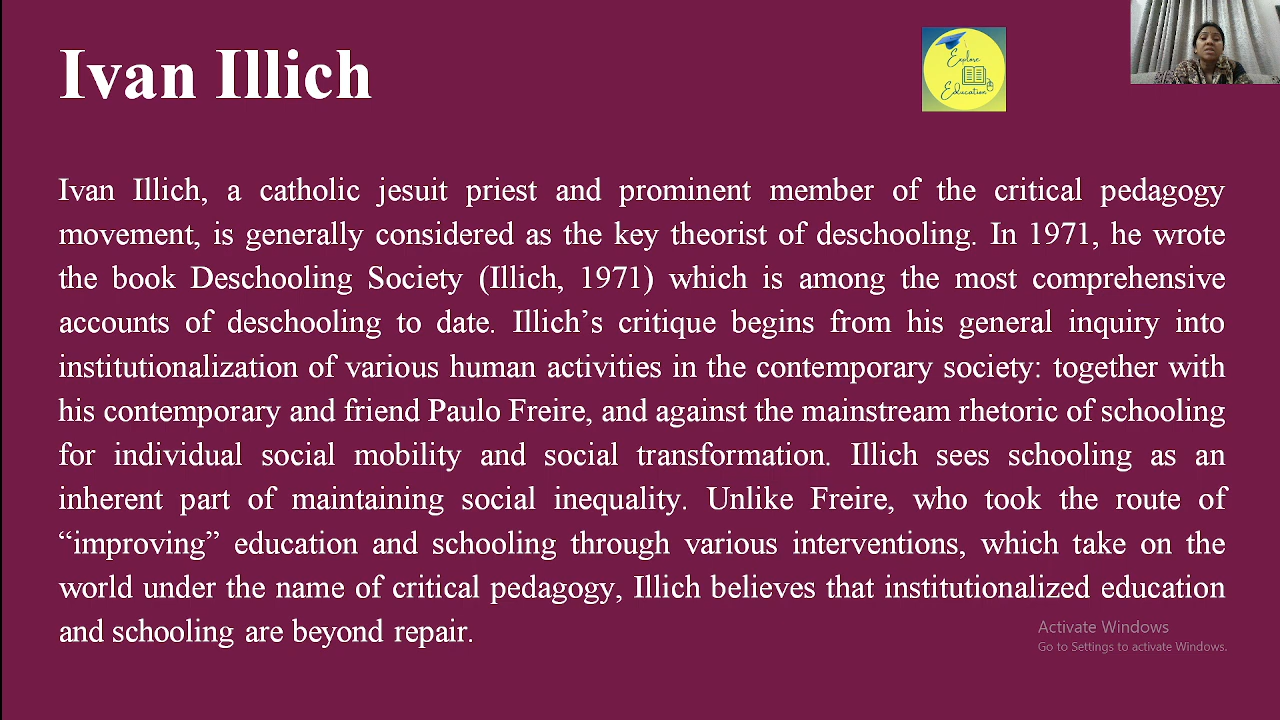 Ivan Illich
Explore
Education
Ivan Illich, a catholic jesuit priest and prominent member of the critical pedagogy
movement, is generally considered as the key theorist of deschooling. In 1971, he wrote
the book Deschooling Society (Illich, 1971) which is among the most comprehensive
accounts of deschooling to date. Illich’s critique begins from his general inquiry into
institutionalization of various human activities in the contemporary society: together with
his contemporary and friend Paulo Freire, and against the mainstream rhetoric of schooling
for individual social mobility and social transformation. Illich sees schooling as an
inherent part of maintaining social inequality. Unlike Freire, who took the route of
“improving” education and schooling through various interventions, which take on the
world under the name of critical pedagogy, Illich believes that institutionalized education
and schooling are beyond repair.
Activate Windows
Go to Settings to activate Windows.